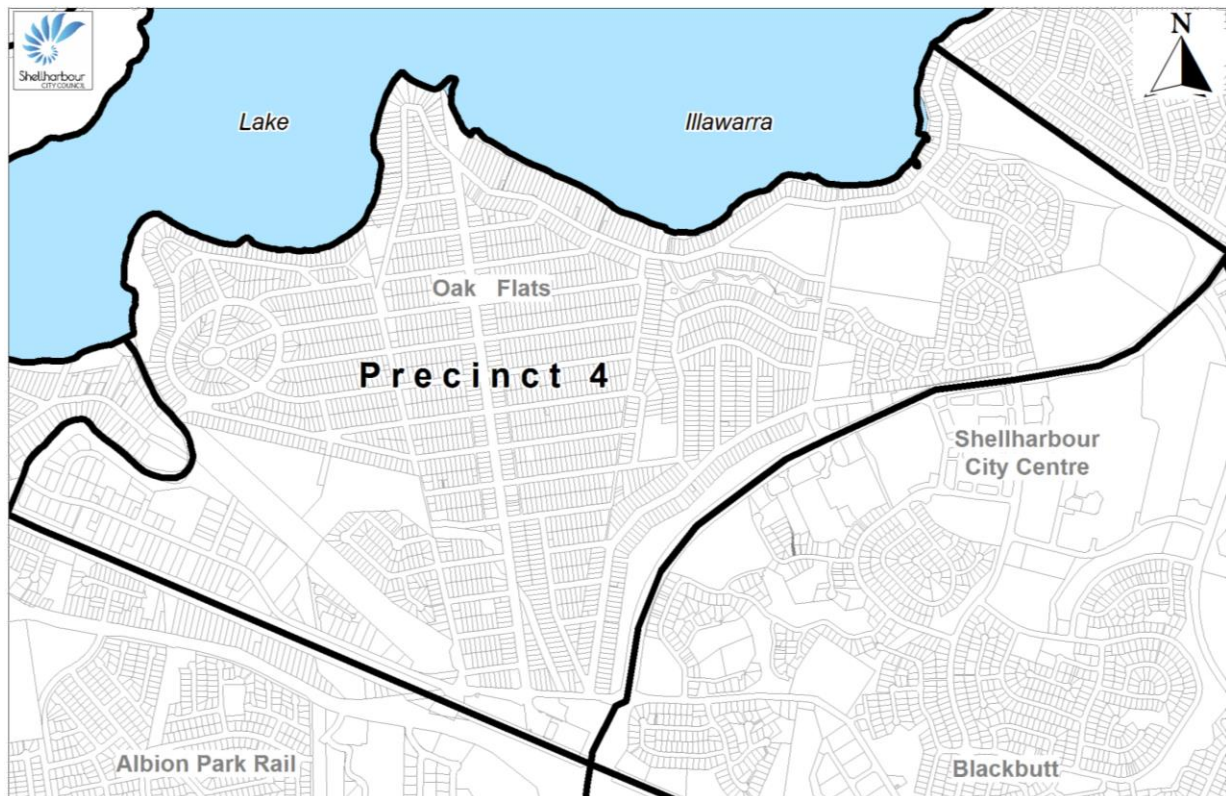 Shellharbour
CITY COUNCIL
N
Lake
Illawarra
Oak Flats
Precinct 4
Shellharbour
City Centre
Albion Park Rail
Blackbutt